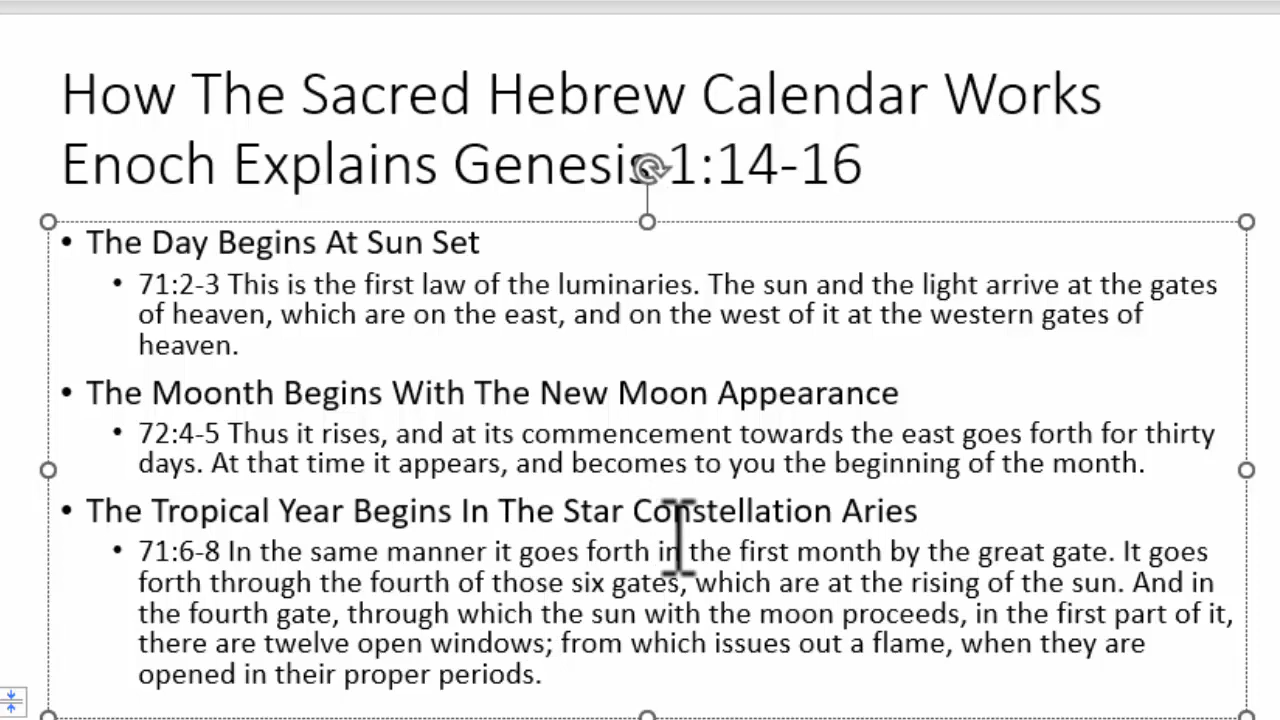 How The Sacred Hebrew Calendar Works
Enoch Explains Genesis 1:14-16
• The Day Begins At Sun Set
• 71:2-3 This is the first law of the luminaries. The sun and the light arrive at the gates
of heaven, which are on the east, and on the west of it at the western gates of
heaven.
• The Moonth Begins With The New Moon Appearance
• 72:4-5 Thus it rises, and at its commencement towards the east goes forth for thirty
days. At that time it appears, and becomes to you the beginning of the month.
• The Tropical Year Begins In The Star Constellation Aries
• 71:6-8 In the same manner it goes forth in the first month by the great gate. It goes
forth through the fourth of those six gates, which are at the rising of the sun. And in
the fourth gate, through which the sun with the moon proceeds, in the first part of it,
there are twelve open windows; from which issues out a flame, when they are
opened in their proper periods.